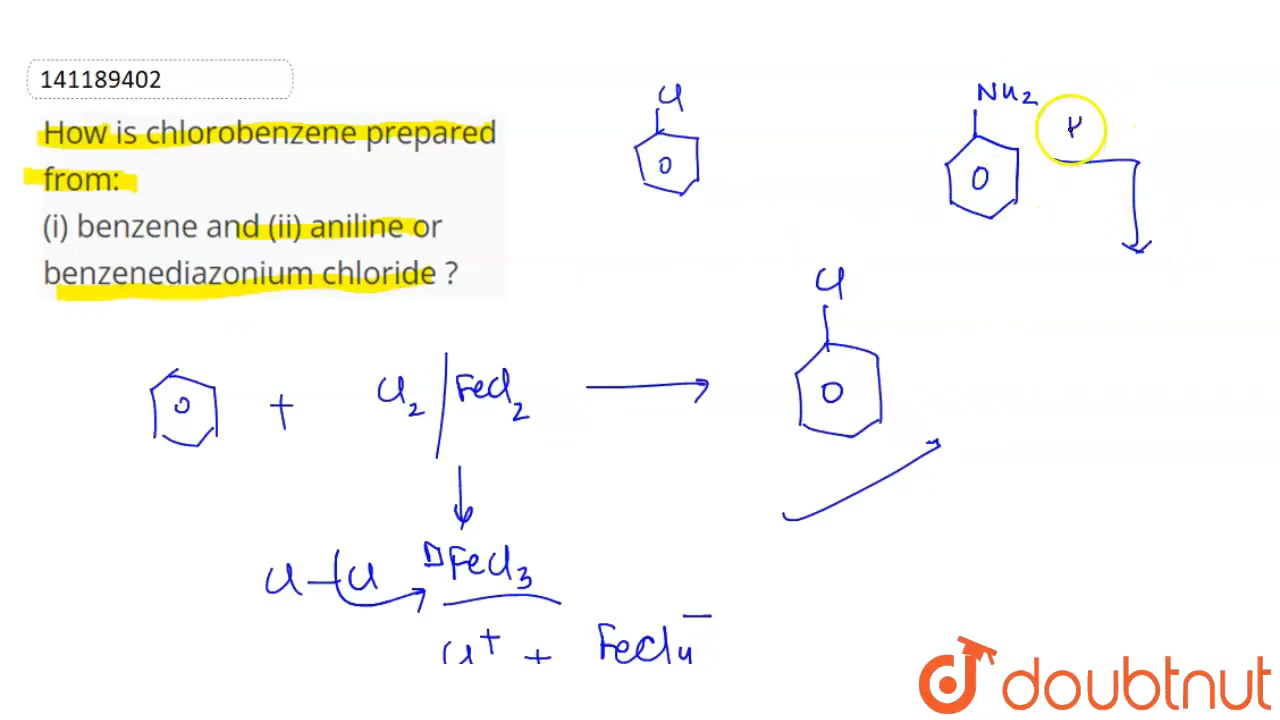 141189402
How is chlorobenzene prepared
from:
(i) benzene and (ii) aniline or
benzenediazonium chloride ?
Cl
NH2
Cl
+ Cl2 | FeCl2
Cl - Cl FeCl3
Cl+ + FeCl4-
doubtnut